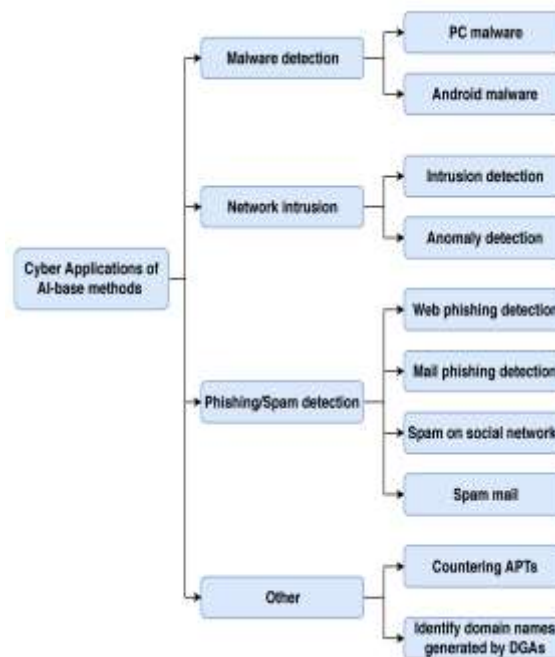 PC malware
Malware detection
Android malware
Intrusion detection
Network intrusion
Anomaly detection
Cyber Applications of
AI-base methods
Web phishing detection
Mail phishing detection
Phishing/Spam detection
Spam on social network
Spam mail
Countering APTs
Other
Identify domain names
generated by DGAs